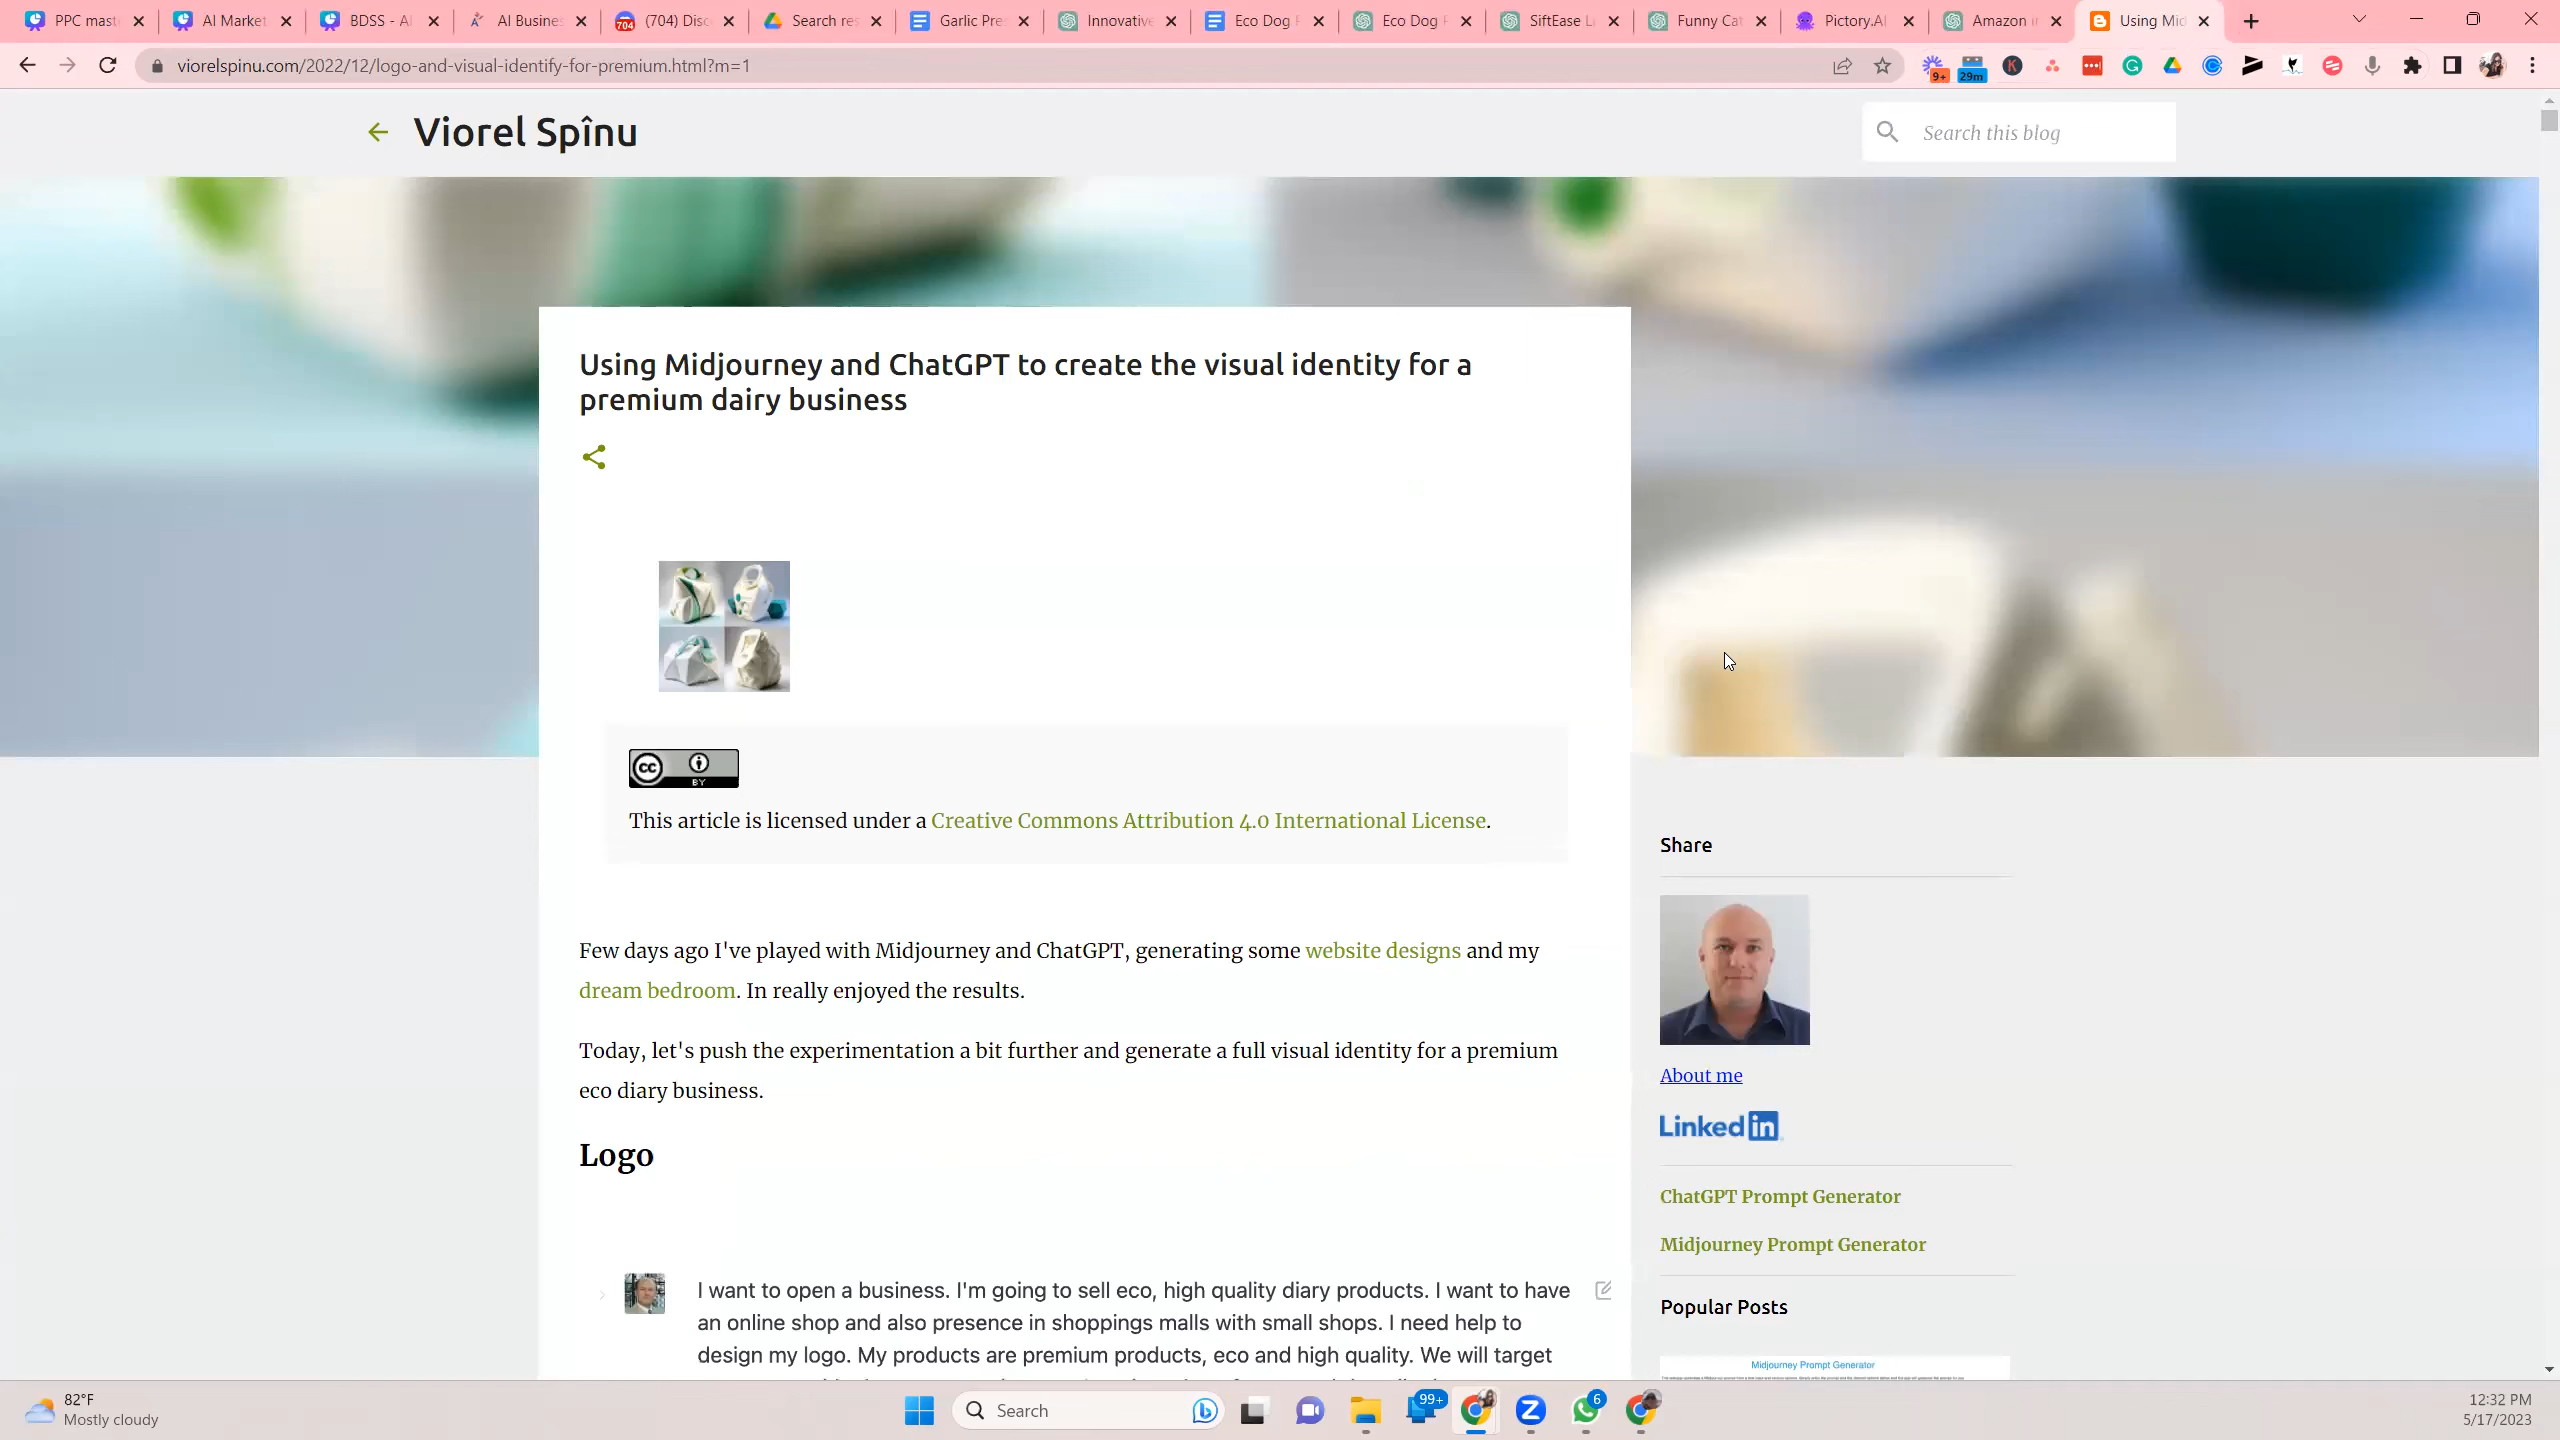 PPC mast
AI Market
BDSS - AI
AI Busines
(704) Disc
Search res
Garlic Pre
Innovative
Eco Dog F
Eco Dog F
SiftEase L
Funny Cat
Pictory.AI
Amazon i
Using Mid
viorelspinu.com/2022/12/logo-and-visual-identify-for-premium.html?m=1
9+
29m
Viorel Spînu
Search this blog
Using Midjourney and ChatGPT to create the visual identity for a
premium dairy business
cc
BY
This article is licensed under a Creative Commons Attribution 4.0 International License.
Few days ago I've played with Midjourney and ChatGPT, generating some website designs and my
dream bedroom. In really enjoyed the results.
Today, let's push the experimentation a bit further and generate a full visual identity for a premium
eco diary business.
Logo
I want to open a business. I'm going to sell eco, high quality diary products. I want to have
an online shop and also presence in shoppings malls with small shops. I need help to
design my logo. My products are premium products, eco and high quality. We will target
Share
About me
Linked in
ChatGPT Prompt Generator
Midjourney Prompt Generator
Popular Posts
Midjourney Prompt Generator
82°F
Mostly cloudy
Search
99+
6
12:32 PM
5/17/2023